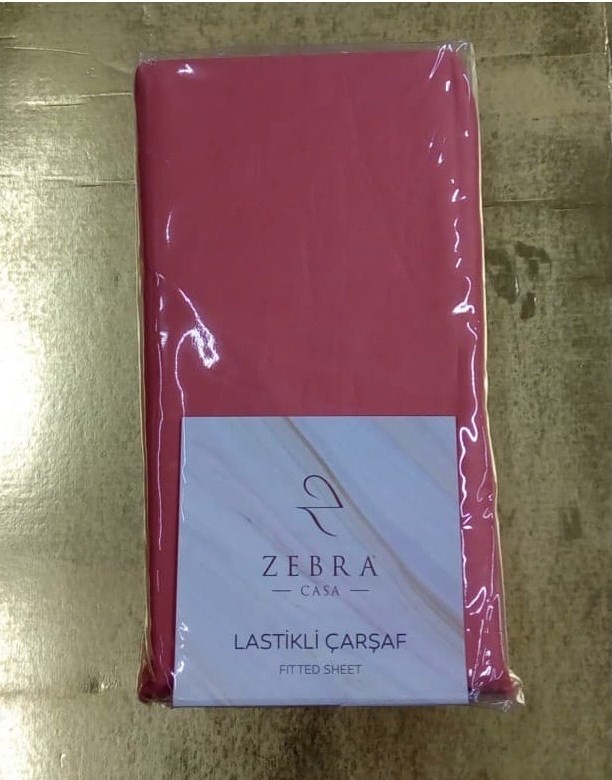 ZEBRA
CASA
LASTİKLİ ÇARŞAF
FITTED SHEET